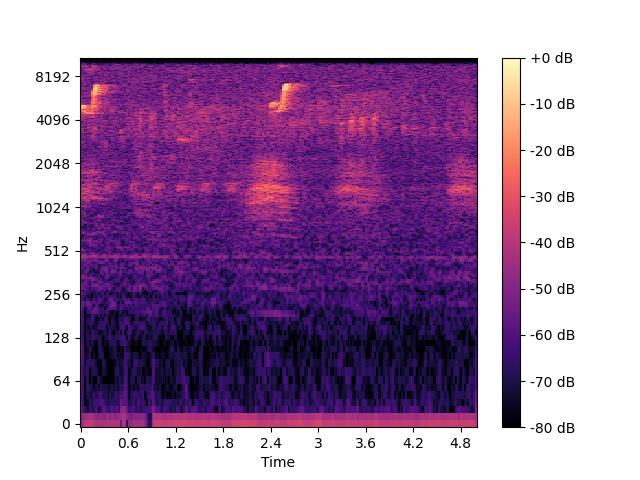 8192
4096
2048
1024
512
256
128
64
0
Hz
0 0.6 1.2 1.8 2.4 3 3.6 4.2 4.8
Time
+0 dB
-10 dB
-20 dB
-30 dB
-40 dB
-50 dB
-60 dB
-70 dB
-80 dB